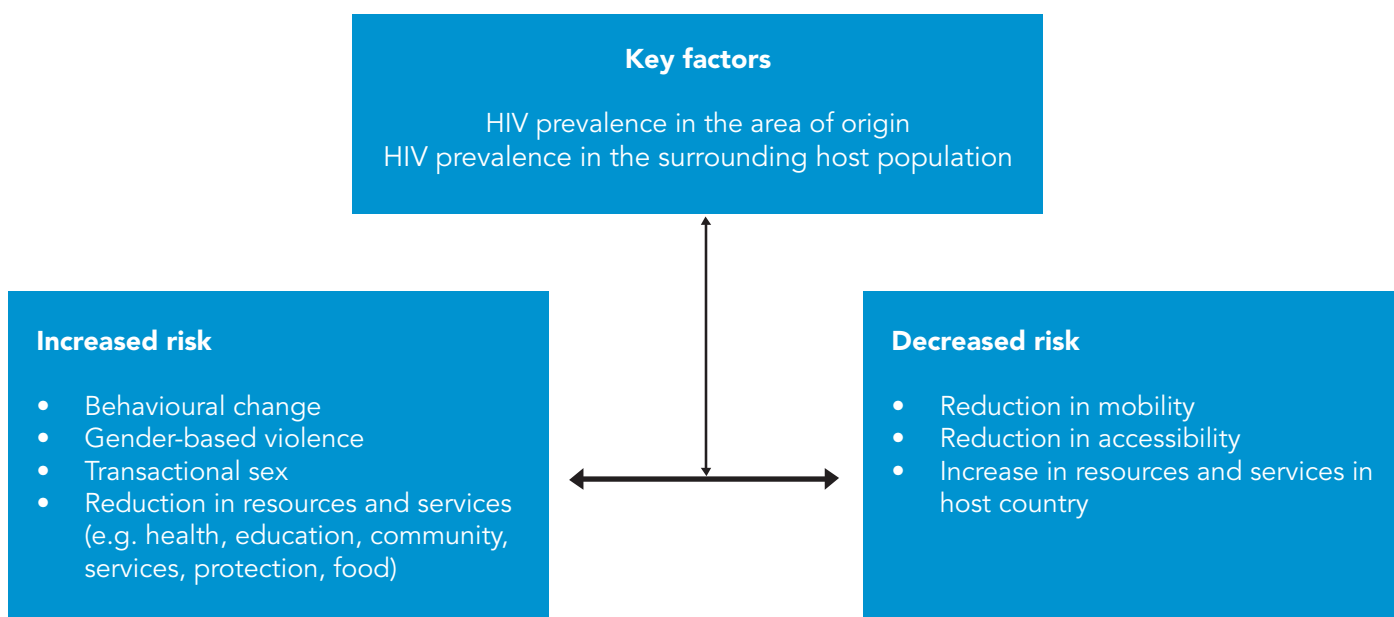 Key factors
HIV prevalence in the area of origin
HIV prevalence in the surrounding host population
Increased risk
• Behavioural change
• Gender-based violence
• Transactional sex
• Reduction in resources and services
(e.g. health, education, community,
services, protection, food)
Decreased risk
• Reduction in mobility
• Reduction in accessibility
• Increase in resources and services in
host country